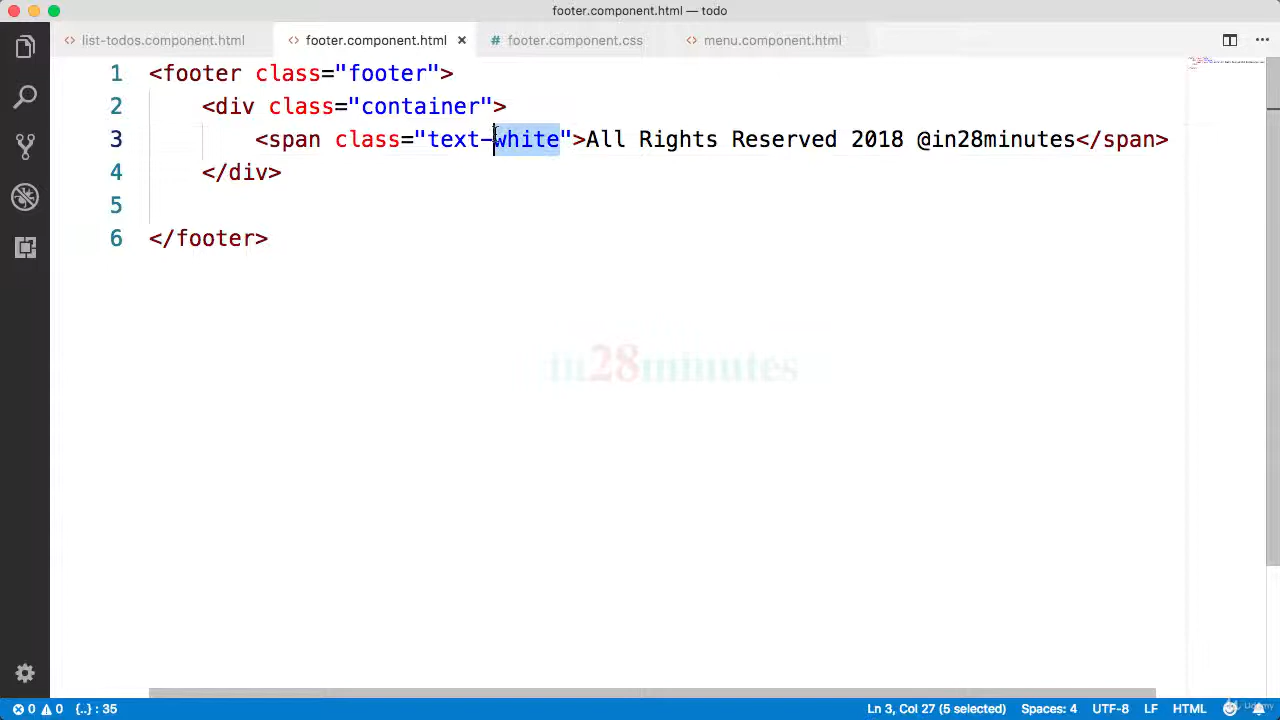 footer.component.html — todo
list-todos.component.html
footer.component.html
footer.component.css
menu.component.html
1 <footer class="footer">
2 <div class="container">
3 <span class="text-white">All Rights Reserved 2018 @in28minutes</span>
4 </div>
5
6 </footer>
in28minutes
0 0 {..} : 35
Ln 3, Col 27 (5 selected) Spaces: 4 UTF-8 LF HTML
Udemy